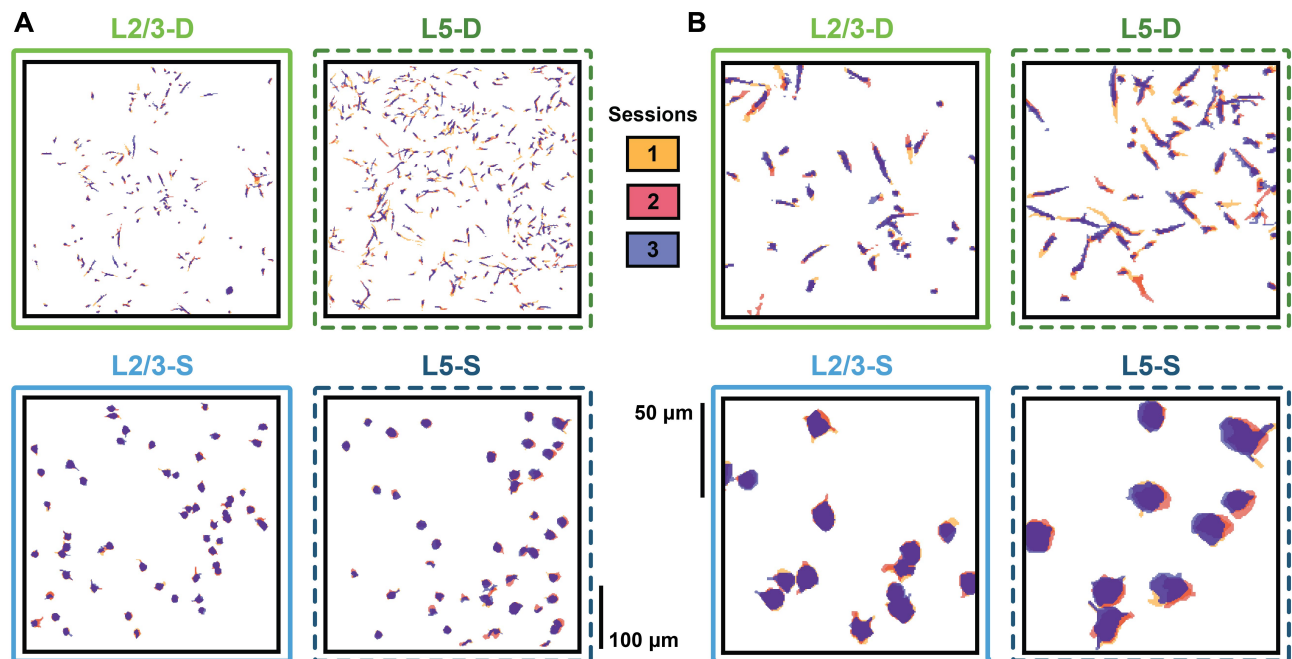 A
L2/3-D
L5-D
Sessions
1
2
3
B
L2/3-D
L5-D
L2/3-S
L5-S
100 µm
50 µm
L2/3-S
L5-S